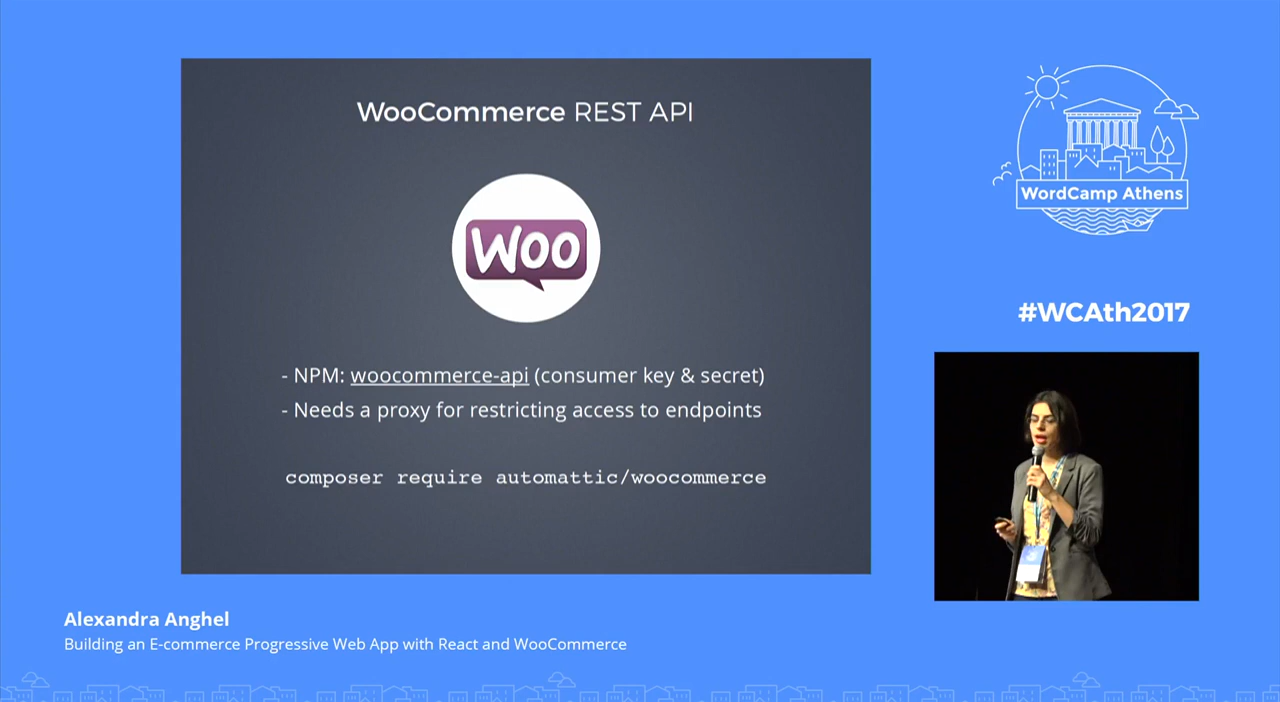 WooCommerce REST API
Woo
- NPM: woocommerce-api (consumer key & secret)
- Needs a proxy for restricting access to endpoints
composer require automattic/woocommerce
WordCamp Athens
#WCAth2017
Alexandra Anghel
Building an E-commerce Progressive Web App with React and WooCommerce